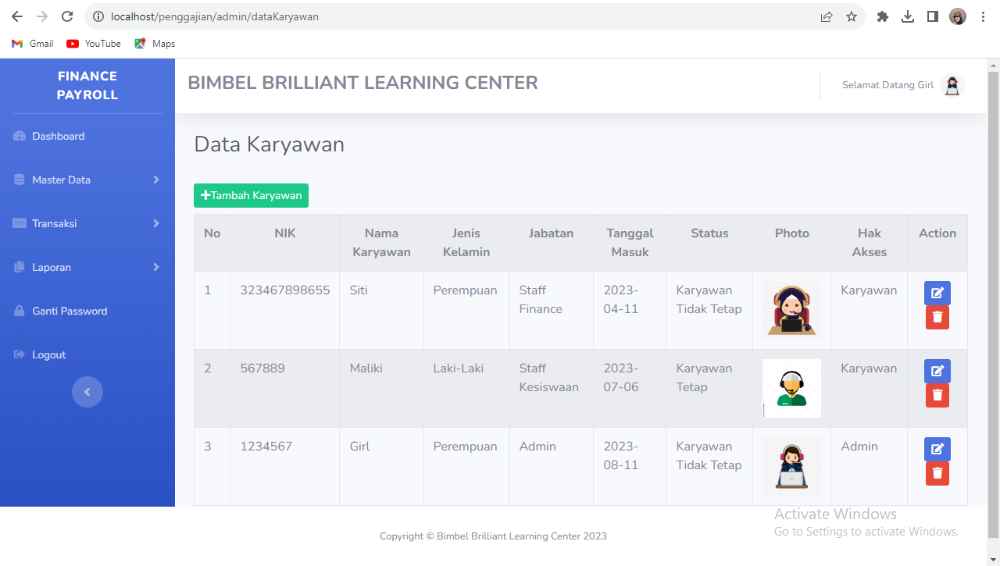 localhost/penggajian/admin/dataKaryawan
Gmail YouTube Maps
FINANCE
PAYROLL
BIMBEL BRILLIANT LEARNING CENTER
Selamat Datang Girl
Dashboard
Master Data
Transaksi
Laporan
Ganti Password
Logout
Data Karyawan
Tambah Karyawan
No NIK Nama Jenis Jabatan Tanggal Status Photo Hak Action
Karyawan Kelamin Masuk Akses
1 323467898655 Siti Perempuan Staff 2023- Karyawan Karyawan
Finance 04-11 Tidak Tetap
2 567889 Maliki Laki-Laki Staff 2023- Karyawan Karyawan
Kesiswaan 07-06 Tetap
3 1234567 Girl Perempuan Admin 2023- Karyawan Admin
08-11 Tidak Tetap
Activate Windows
Go to Settings to activate Windows.
Copyright © Bimbel Brilliant Learning Center 2023